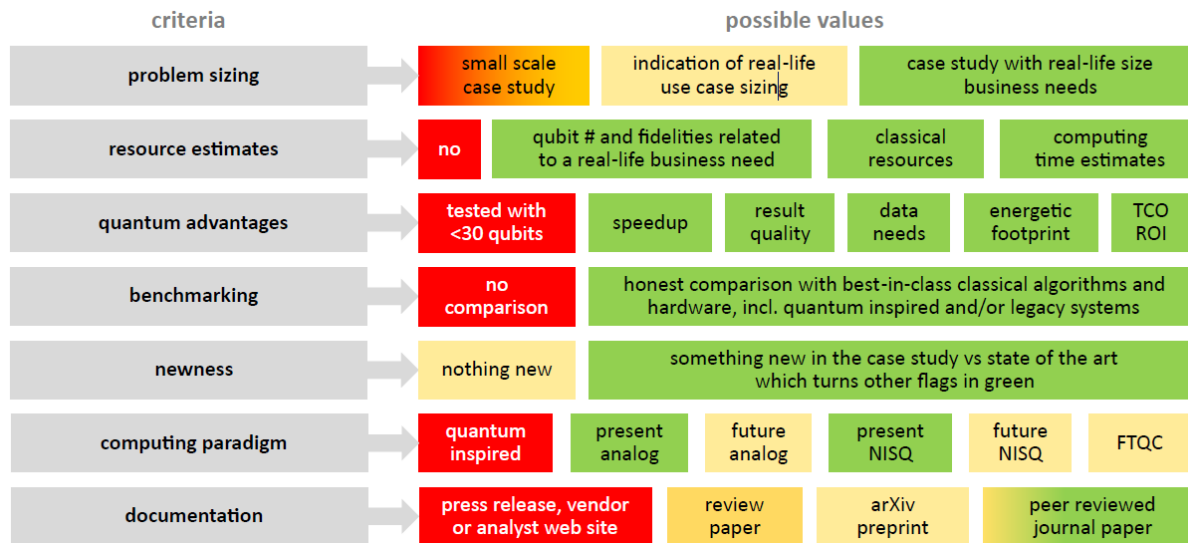 criteria
possible values
problem sizing
small scale
case study
indication of real-life
use case sizing
case study with real-life size
business needs
resource estimates
no
qubit # and fidelities related
to a real-life business need
classical
resources
computing
time estimates
quantum advantages
tested with
<30 qubits
speedup
result
quality
data
needs
energetic
footprint
TCO
ROI
benchmarking
no
comparison
honest comparison with best-in-class classical algorithms and
hardware, incl. quantum inspired and/or legacy systems
newness
nothing new
something new in the case study vs state of the art
which turns other flags in green
computing paradigm
quantum
inspired
present
analog
future
analog
present
NISQ
future
NISQ
FTQC
documentation
press release, vendor
or analyst web site
review
paper
arXiv
preprint
peer reviewed
journal paper